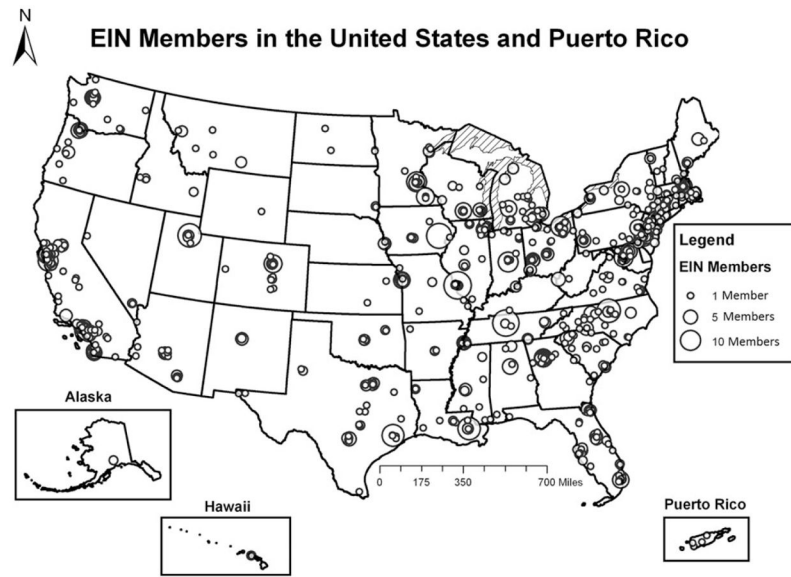 N
EIN Members in the United States and Puerto Rico
Legend
EIN Members
1 Member
5 Members
10 Members
Alaska
0 175 350 700 Miles
Hawaii
Puerto Rico